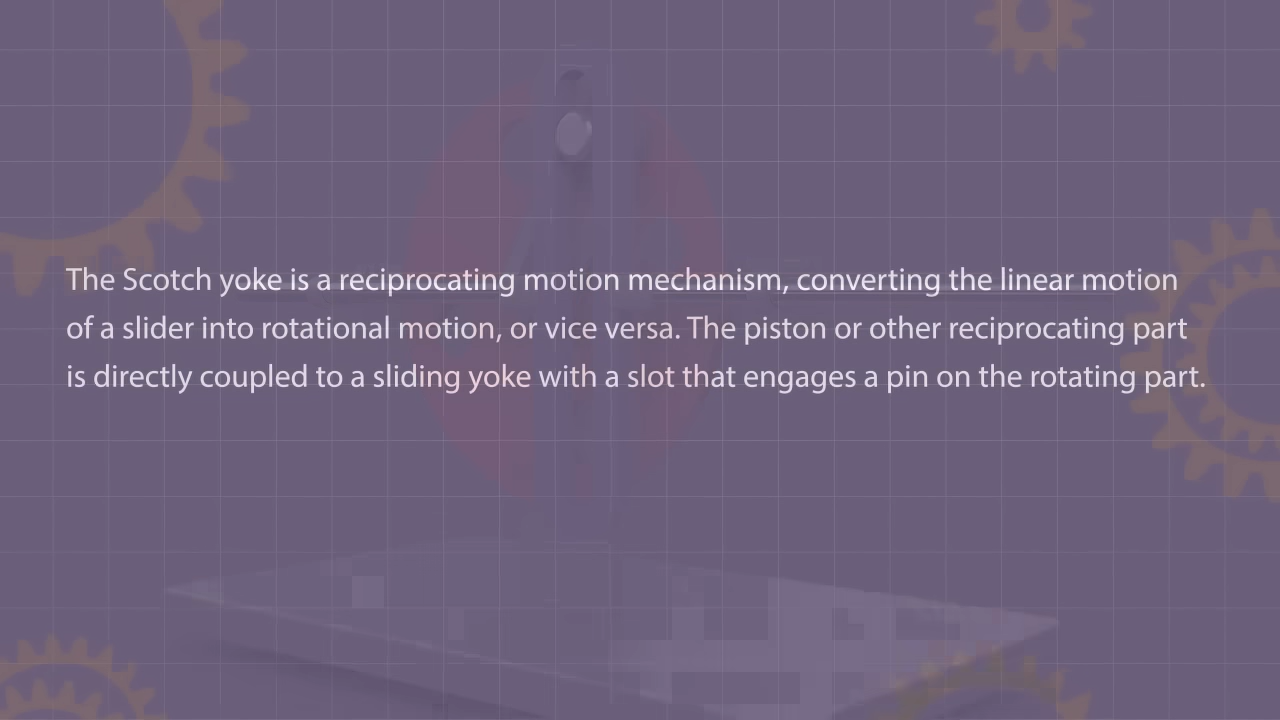 The Scotch yoke is a reciprocating motion mechanism, converting the linear motion
of a slider into rotational motion, or vice versa. The piston or other reciprocating part
is directly coupled to a sliding yoke with a slot that engages a pin on the rotating part.